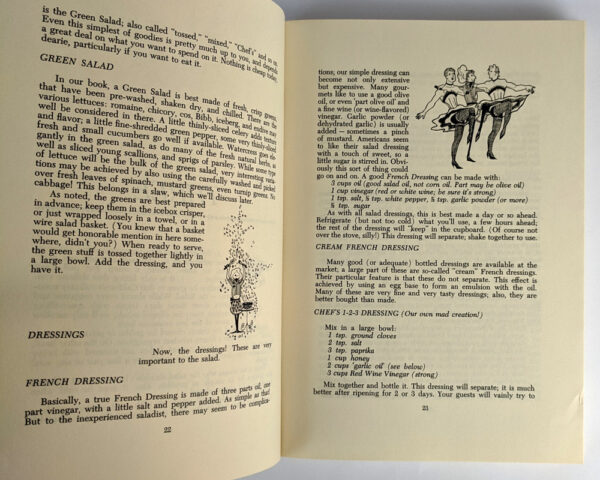 is the Green Salad; also called "tossed," "mixed," "Chef's" and so on.
Even this simplest of goodies is pretty much up to you, and depends
a great deal on what you want to spend on it. Nothing is cheap today,
dearie, particularly if you want to eat it.
GREEN SALAD
In our book, a Green Salad is best made of fresh, crisp greens
that have been pre-washed, shaken dry, and chilled. There are the
various lettuces: romaine, chicory, cos, Bibb, iceberg, and endive can
well be considered in there. A little thinly-sliced celery adds texture
and flavor; a little fine-shredded green pepper, some very thinly-sliced
fresh and small cucumbers go well if available. Watercress goes ele-
gantly in the green salad, as do many of the fresh natural herbs, as
well as sliced young scallions, and sprigs of parsley. While some type
of lettuce will be the bulk of the green salad, very interesting varia-
tions may be achieved by also using the carefully washed and picked
over fresh leaves of spinach, mustard greens, even turnip greens. No
cabbage! This belongs in a slaw, which we'll discuss later.
As noted, the greens are best prepared
in advance; keep them in the icebox crisper,
or just wrapped loosely in a towel, or in a
wire salad basket. (You knew that a basket
would get honorable mention in here some-
where, didn't you?) When ready to serve,
the green stuff is tossed together lightly in
a large bowl. Add the dressing, and you
have it.
DRESSINGS
Now, the dressings! These are very
important to the salad.
FRENCH DRESSING
Basically, a true French Dressing is made of three parts oil, one
part vinegar, with a little salt and pepper added. As simple as that!
But to the inexperienced saladist, there may seem to be complica-
22
tions, our simple dressing can
become not only extensive
but expensive. Many gour-
mets like to use a good olive
oil, or even 'part olive oil' and
a fine wine (or wine-flavored)
vinegar. Garlic powder (or
dehydrated garlic) is usually
added — sometimes a pinch
of mustard. Americans seem
to like their salad dressing
with a touch of sweet, so a
little sugar is stirred in. Obvi-
ously this sort of thing could
go on and on. A good French Dressing can be made with:
3 cups oil (good salad oil, not corn oil. Part may be olive oil)
1 cup vinegar (red or white wine; be sure it's strong)
1 tsp. salt, ½ tsp. white pepper, ½ tsp. garlic powder (or more)
½ tsp. sugar
As with all salad dressings, this is best made a day or so ahead.
Refrigerate (but not too cold) what you'll use, a few hours ahead;
the rest of the dressing will "keep" in the cupboard. (Of course not
over the stove, silly!) This dressing will separate; shake together to use.
CREAM FRENCH DRESSING
Many good (or adequate) bottled dressings are available at the
market; a large part of these are so-called "cream" French dressings.
Their particular feature is that these do not separate. This effect is
achieved by using an egg base to form an emulsion with the oil.
Many of these are very fine and very tasty dressings; also, they are
better bought than made.
CHEF'S 1-2-3 DRESSING (Our own mad creation!)
Mix in a large bowl:
1 tsp. ground cloves
2 tsp. salt
3 tsp. paprika
1 cup honey
2 cups 'garlic oil (see below)
3 cups Red Wine Vinegar (strong)
Mix together and bottle it. This dressing will separate; it is much
better after ripening for 2 or 3 days. Your guests will vainly try to
23